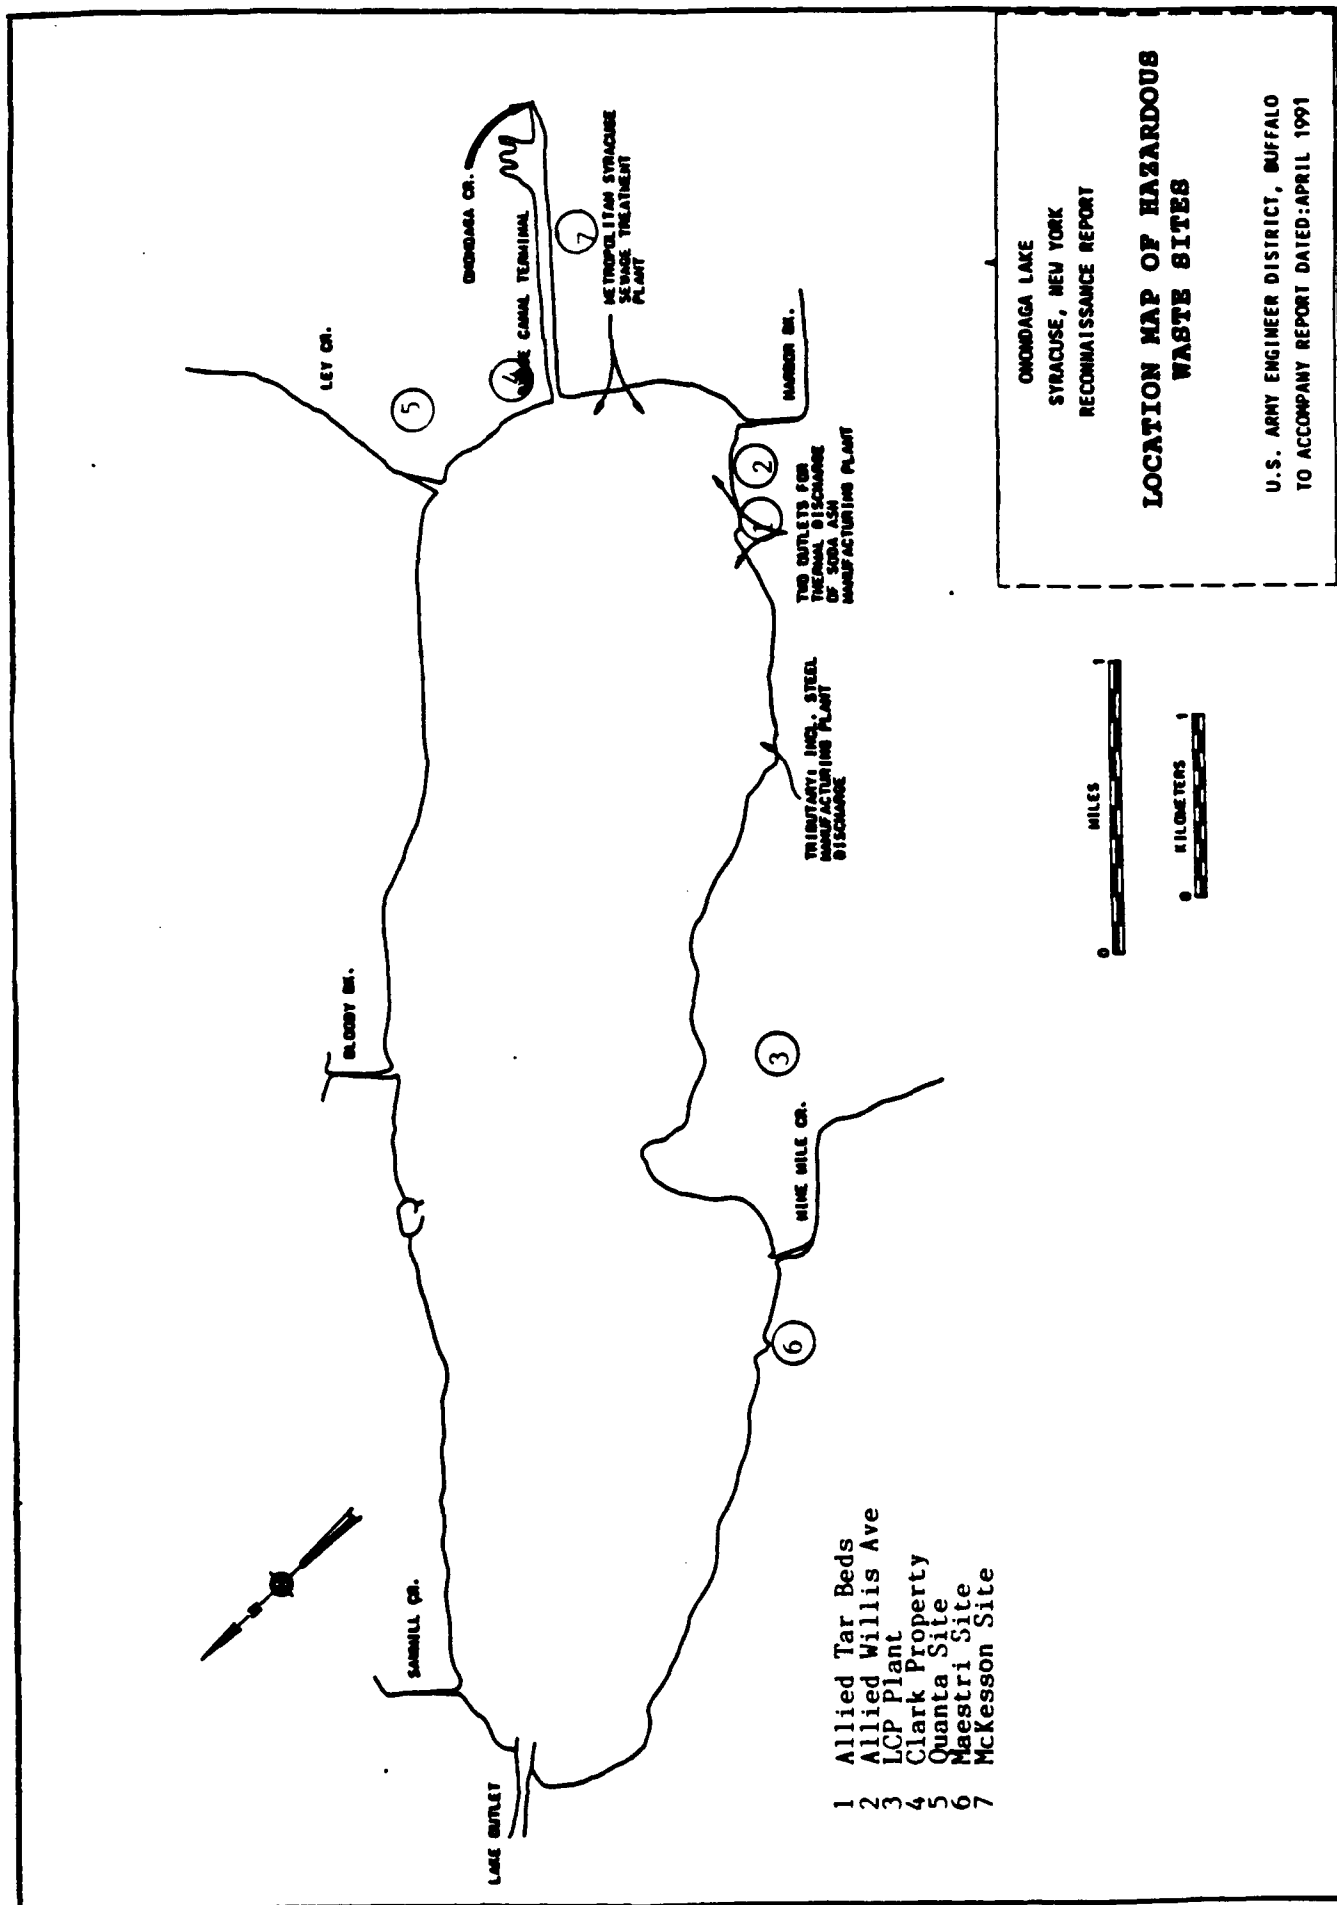 LAKE OUTLET
SAWMILL CR.
BLOODY BK.
LEY CR.
ONONDAGA CR.
BARGE CANAL TERMINAL
METROPOLITAN SYRACUSE
SEWAGE TREATMENT
PLANT
HARBOR BK.
TWO OUTLETS FOR
THERMAL DISCHARGE
OF SODA ASH
MANUFACTURING PLANT
TRIBUTARY: INCL. STEEL
MANUFACTURING PLANT
DISCHARGE
NINE MILE CR.
5
4
7
2
1
3
6
1 Allied Tar Beds
2 Allied Willis Ave
3 LCP Plant
4 Clark Property
5 Quanta Site
6 Maestri Site
7 McKesson Site
MILES
0 1
KILOMETERS
0 1
ONONDAGA LAKE
SYRACUSE, NEW YORK
RECONNAISSANCE REPORT
LOCATION MAP OF HAZARDOUS
WASTE SITES
U.S. ARMY ENGINEER DISTRICT, BUFFALO
TO ACCOMPANY REPORT DATED:APRIL 1991